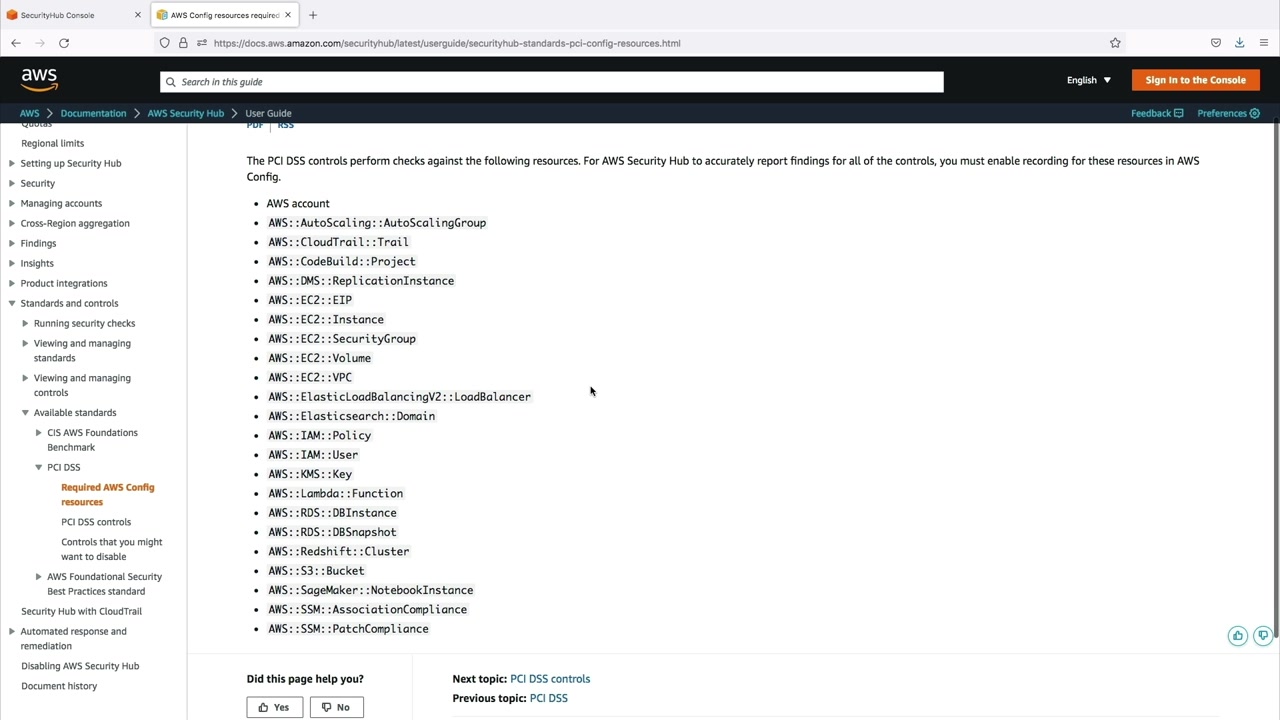 SecurityHub Console
AWS Config resources required
https://docs.aws.amazon.com/securityhub/latest/userguide/securityhub-standards-pci-config-resources.html
aws
Search in this guide
English
Sign In to the Console
AWS
Documentation
AWS Security Hub
User Guide
Feedback
Preferences
Quotas
Regional limits
Setting up Security Hub
Security
Managing accounts
Cross-Region aggregation
Findings
Insights
Product integrations
Standards and controls
Running security checks
Viewing and managing
standards
Viewing and managing
controls
Available standards
CIS AWS Foundations
Benchmark
PCI DSS
Required AWS Config
resources
PCI DSS controls
Controls that you might
want to disable
AWS Foundational Security
Best Practices standard
Security Hub with CloudTrail
Automated response and
remediation
Disabling AWS Security Hub
Document history
PDF | RSS
The PCI DSS controls perform checks against the following resources. For AWS Security Hub to accurately report findings for all of the controls, you must enable recording for these resources in AWS
Config.
AWS account
AWS::AutoScaling::AutoScalingGroup
AWS::CloudTrail::Trail
AWS::CodeBuild::Project
AWS::DMS::ReplicationInstance
AWS::EC2::EIP
AWS::EC2::Instance
AWS::EC2::SecurityGroup
AWS::EC2::Volume
AWS::EC2::VPC
AWS::ElasticLoadBalancingV2::LoadBalancer
AWS::Elasticsearch::Domain
AWS::IAM::Policy
AWS::IAM::User
AWS::KMS::Key
AWS::Lambda::Function
AWS::RDS::DBInstance
AWS::RDS::DBSnapshot
AWS::Redshift::Cluster
AWS::S3::Bucket
AWS::SageMaker::NotebookInstance
AWS::SSM::AssociationCompliance
AWS::SSM::PatchCompliance
Did this page help you?
Yes
No
Next topic: PCI DSS controls
Previous topic: PCI DSS